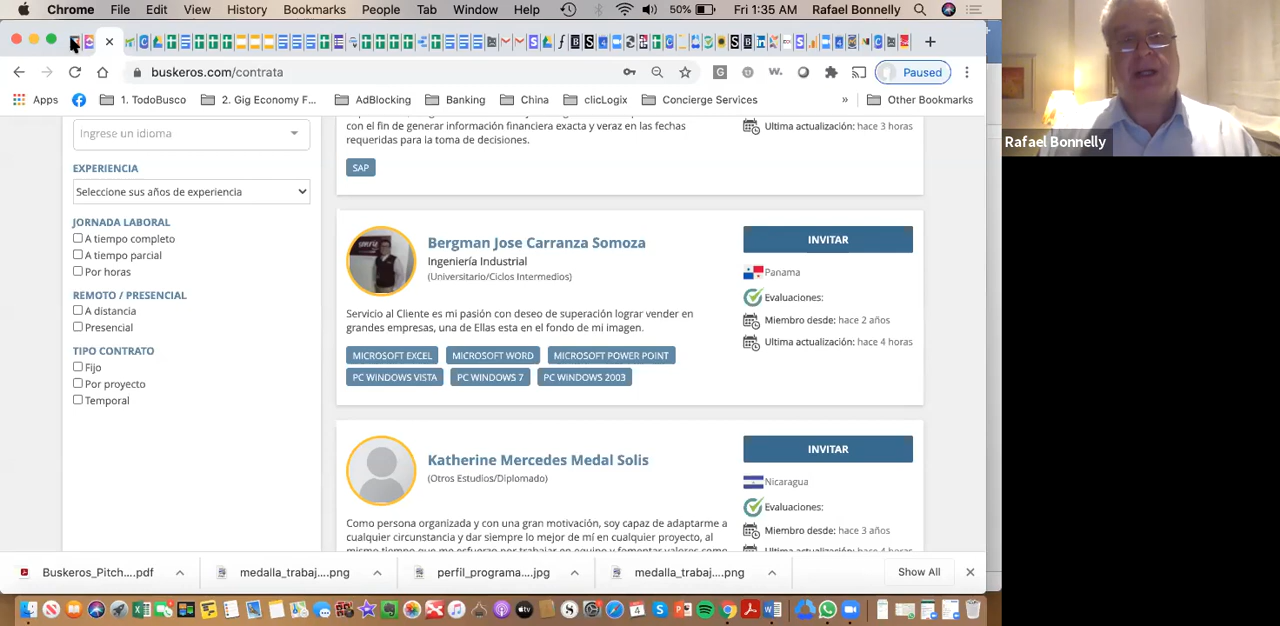 Chrome File Edit View History Bookmarks People Tab Window Help 50% Fri 1:35 AM Rafael Bonnelly
buskeros.com/contrata Paused
Apps 1. TodoBusco 2. Gig Economy F... AdBlocking Banking China clicLogix Concierge Services » Other Bookmarks
Ingrese un idioma
EXPERIENCIA
Seleccione sus años de experiencia
JORNADA LABORAL
A tiempo completo
A tiempo parcial
Por horas
REMOTO / PRESENCIAL
A distancia
Presencial
TIPO CONTRATO
Fijo
Por proyecto
Temporal
con el fin de generar información financiera exacta y veraz en las fechas
requeridas para la toma de decisiones.
Ultima actualización: hace 3 horas
SAP
Bergman Jose Carranza Somoza
Ingeniería Industrial
(Universitario/Ciclos Intermedios)
Servicio al Cliente es mi pasión con deseo de superación lograr vender en
grandes empresas, una de Ellas esta en el fondo de mi imagen.
MICROSOFT EXCEL MICROSOFT WORD MICROSOFT POWER POINT
PC WINDOWS VISTA PC WINDOWS 7 PC WINDOWS 2003
INVITAR
Panama
Evaluaciones:
Miembro desde: hace 2 años
Ultima actualización: hace 4 horas
Katherine Mercedes Medal Solis
(Otros Estudios/Diplomado)
Como persona organizada y con una gran motivación, soy capaz de adaptarme a
cualquier circunstancia y dar siempre lo mejor de mi en cualquier proyecto, al
INVITAR
Nicaragua
Evaluaciones:
Miembro desde: hace 3 años
Buskeros_Pitch....pdf medalla_trabaj....png perfil_programa....jpg medalla_trabaj....png Show All
Rafael Bonnelly